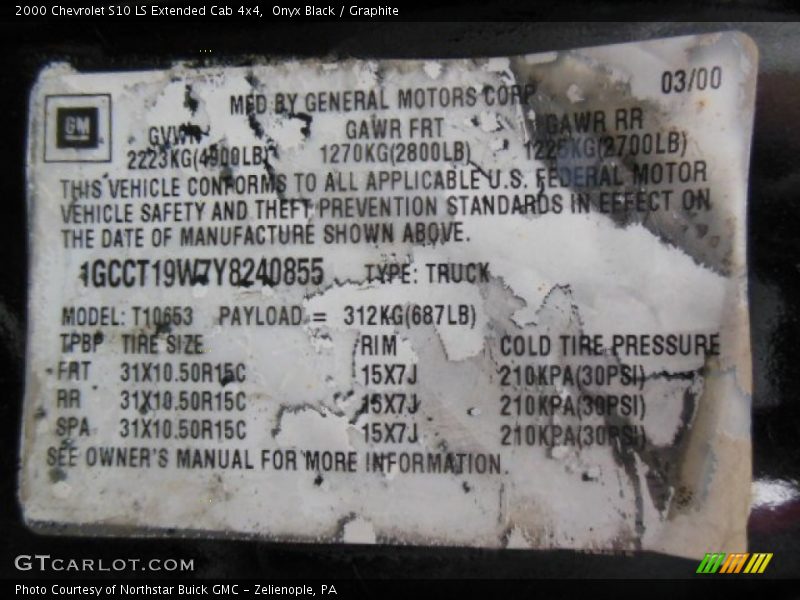 2000 Chevrolet S10 LS Extended Cab 4x4, Onyx Black / Graphite
MFD BY GENERAL MOTORS CORP 03/00
GM
GVWR GAWR FRT GAWR RR
2223KG(4900LB) 1270KG(2800LB) 1225KG(2700LB)
THIS VEHICLE CONFORMS TO ALL APPLICABLE U.S. FEDERAL MOTOR
VEHICLE SAFETY AND THEFT PREVENTION STANDARDS IN EFFECT ON
THE DATE OF MANUFACTURE SHOWN ABOVE.
1GCCT19W7Y8240855 TYPE: TRUCK
MODEL: T10653 PAYLOAD = 312KG(687LB)
TIRE SIZE RIM COLD TIRE PRESSURE
FRT 31X10.50R15C 15X7J 210KPA(30PSI)
RR 31X10.50R15C 15X7J 210KPA(30PSI)
SPA 31X10.50R15C 15X7J 210KPA(30PSI)
SEE OWNER'S MANUAL FOR MORE INFORMATION.
GTCARLOT.COM
Photo Courtesy of Northstar Buick GMC - Zelienople, PA